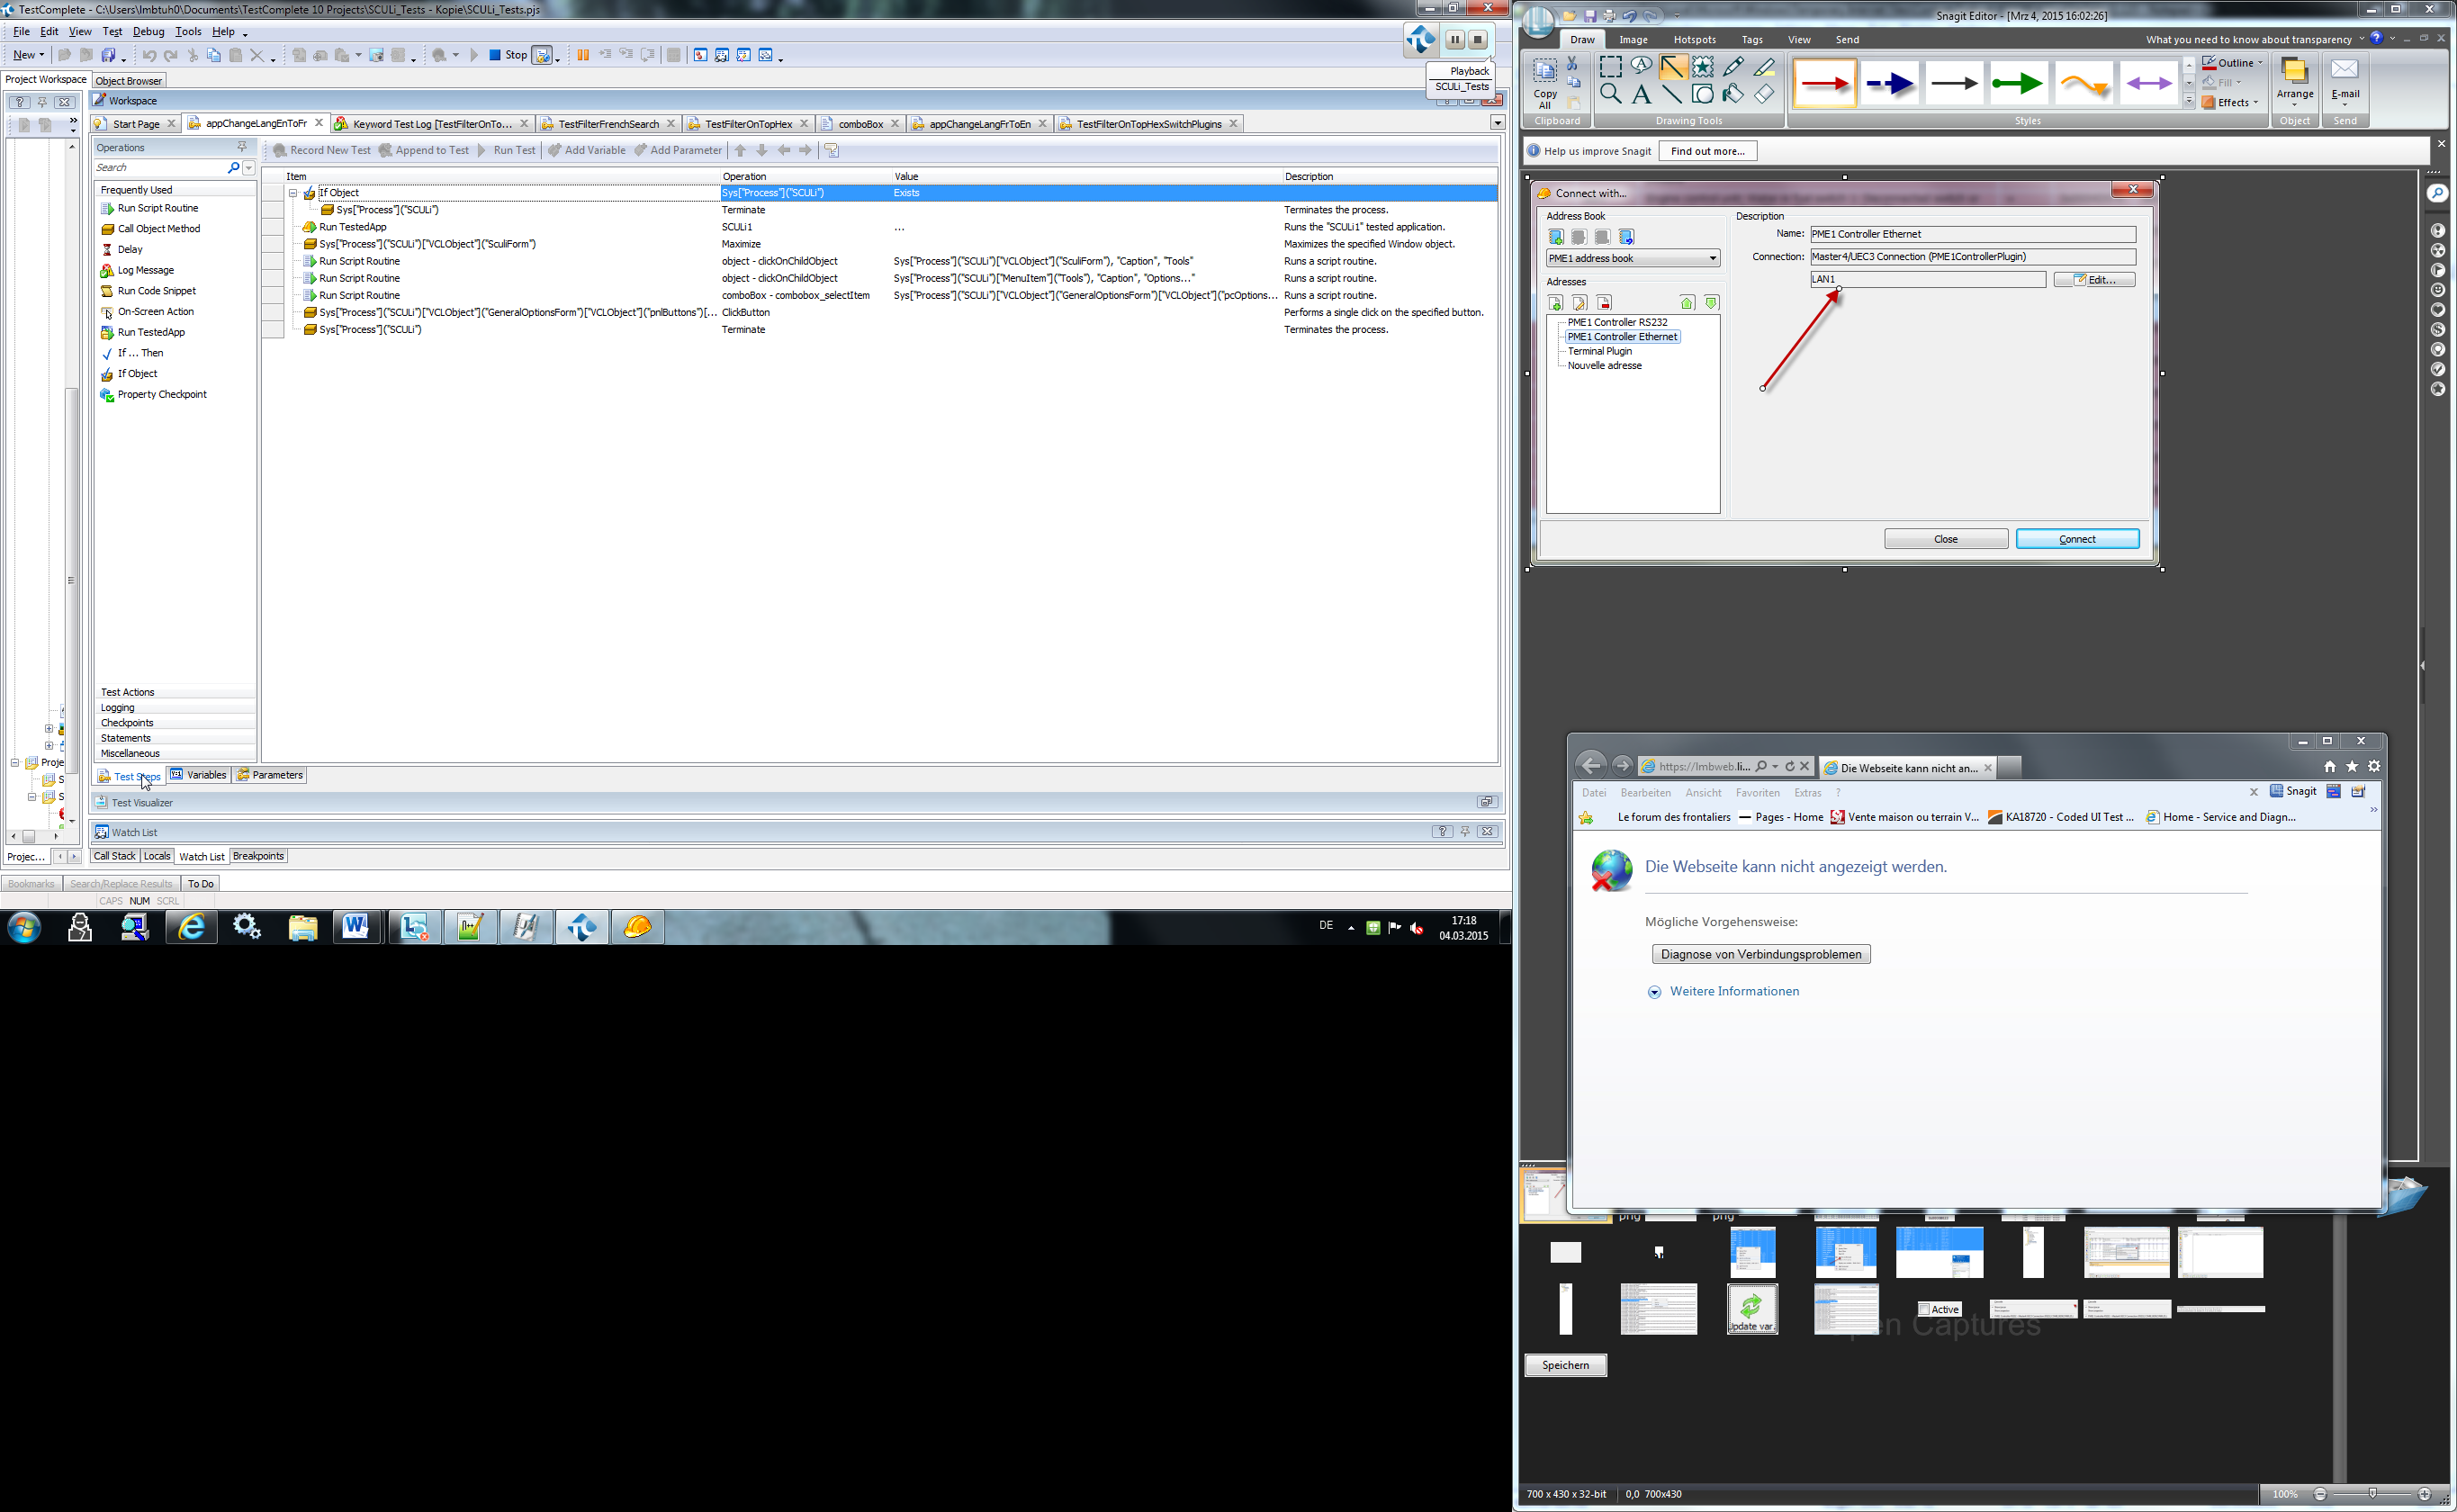 TestComplete - C:\Users\lmbtuh0\Documents\TestComplete 10 Projects\SCULi_Tests - Kopie\SCULi_Tests.pjs
File Edit View Test Debug Tools Help
New Stop
Playback
SCULi_Tests
Project Workspace Object Browser
Workspace
Start Page appChangeLangEnToFr Keyword Test Log [TestFilterOnTo... TestFilterFrenchSearch TestFilterOnTopHex comboBox appChangeLangFrToEn TestFilterOnTopHexSwitchPlugins
Operations
Record New Test Append to Test Run Test Add Variable Add Parameter
Search
Frequently Used
Run Script Routine
Call Object Method
Delay
Log Message
Run Code Snippet
On-Screen Action
Run TestedApp
If ... Then
If Object
Property Checkpoint
Test Actions
Logging
Checkpoints
Statements
Miscellaneous
Item Operation Value Description
If Object Sys["Process"]("SCULi") Exists
Sys["Process"]("SCULi") Terminate Terminates the process.
Run TestedApp SCULi1 ... Runs the "SCULi1" tested application.
Sys["Process"]("SCULi")["VCLObject"]("SculiForm") Maximize Maximizes the specified Window object.
Run Script Routine object - clickOnChildObject Sys["Process"]("SCULi")["VCLObject"]("SculiForm"), "Caption", "Tools" Runs a script routine.
Run Script Routine object - clickOnChildObject Sys["Process"]("SCULi")["MenuItem"]("Tools"), "Caption", "Options..." Runs a script routine.
Run Script Routine comboBox - combobox_selectItem Sys["Process"]("SCULi")["VCLObject"]("GeneralOptionsForm")["VCLObject"]("pcOptions... Runs a script routine.
Sys["Process"]("SCULi")["VCLObject"]("GeneralOptionsForm")["VCLObject"]("pnlButtons")[... ClickButton Performs a single click on the specified button.
Sys["Process"]("SCULi") Terminate Terminates the process.
Proje
S
S
Test Steps Variables Parameters
Test Visualizer
Watch List
Projec...
Call Stack Locals Watch List Breakpoints
Bookmarks Search/Replace Results To Do
CAPS NUM SCRL
DE
17:18
04.03.2015
Snagit Editor - [Mrz 4, 2015 16:02:26]
Draw Image Hotspots Tags View Send
What you need to know about transparency
Copy All
Outline
Fill
Effects
Arrange
E-mail
Clipboard Drawing Tools Styles Object Send
Help us improve Snagit Find out more...
Connect with...
Address Book
PME1 address book
Adresses
PME1 Controller RS232
PME1 Controller Ethernet
Terminal Plugin
Nouvelle adresse
Description
Name: PME1 Controller Ethernet
Connection: Master4/UEC3 Connection (PME1ControllerPlugin)
LAN1 Edit...
Close Connect
https://lmbweb.li... Die Webseite kann nicht an...
Datei Bearbeiten Ansicht Favoriten Extras ?
Snagit
Le forum des frontaliers Pages - Home Vente maison ou terrain V... KA18720 - Coded UI Test ... Home - Service and Diagn...
Die Webseite kann nicht angezeigt werden.
Mögliche Vorgehensweise:
Diagnose von Verbindungsproblemen
Weitere Informationen
png png
Update var.
Active
en Captures
Speichern
700 x 430 x 32-bit 0,0 700x430
100%